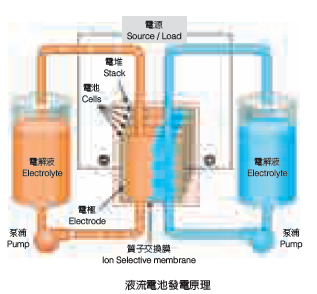 電源
Source / Load
電堆
Stack
電池
Cells
電解液
Electrolyte
電解液
Electrolyte
電極
Electrode
泵浦
Pump
泵浦
Pump
質子交換膜
Ion Selective membrane
液流電池發電原理